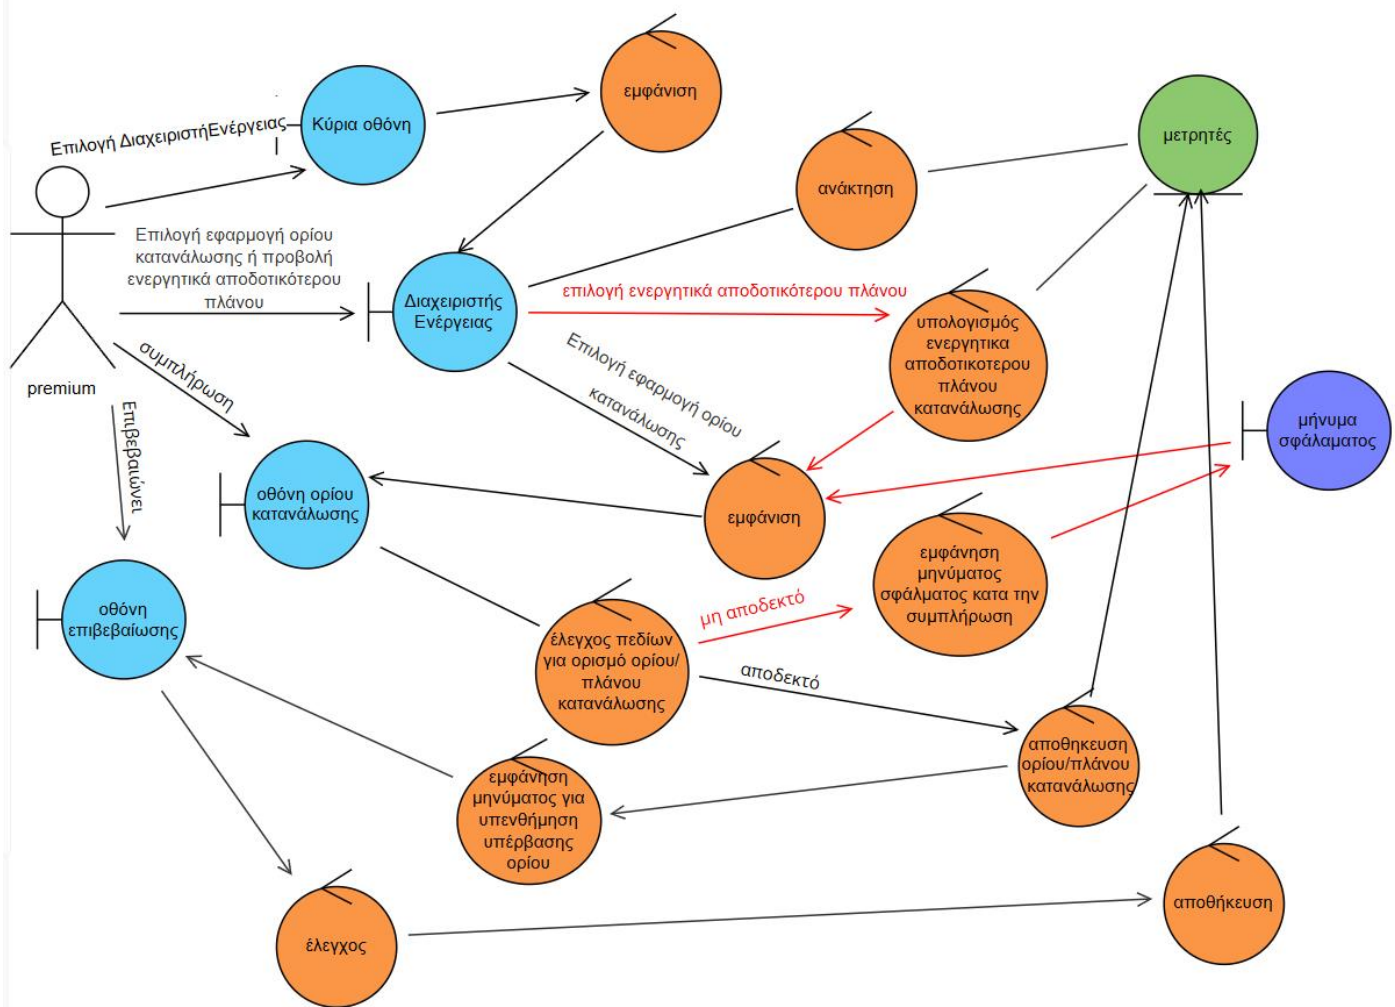 εμφάνιση
Επιλογή ΔιαχειριστήΕνέργειας
Κύρια οθόνη
μετρητές
ανάκτηση
Επιλογή εφαρμογή ορίου
κατανάλωσης ή προβολή
ενεργητικά αποδοτικότερου
πλάνου
Διαχειριστής
Ενέργειας
επιλογή ενεργητικά αποδοτικότερου πλάνου
υπολογισμός
ενεργητικα
αποδοτικοτερου
πλάνου
κατανάλωσης
premium
συμπλήρωση
Επιβεβαιώνει
Επιλογή εφαρμογή ορίου
κατανάλωσης
μήνυμα
σφάλαματος
οθόνη ορίου
κατανάλωσης
εμφάνιση
εμφάνηση
μηνύματος
σφάλματος κατα την
συμπλήρωση
οθόνη
επιβεβαίωσης
μη αποδεκτό
έλεγχος πεδίων
για ορισμό ορίου/
πλάνου
κατανάλωσης
αποδεκτό
αποθηκευση
ορίου/πλάνου
κατανάλωσης
εμφάνηση
μηνύματος για
υπενθήμηση
υπέρβασης
ορίου
αποθήκευση
έλεγχος